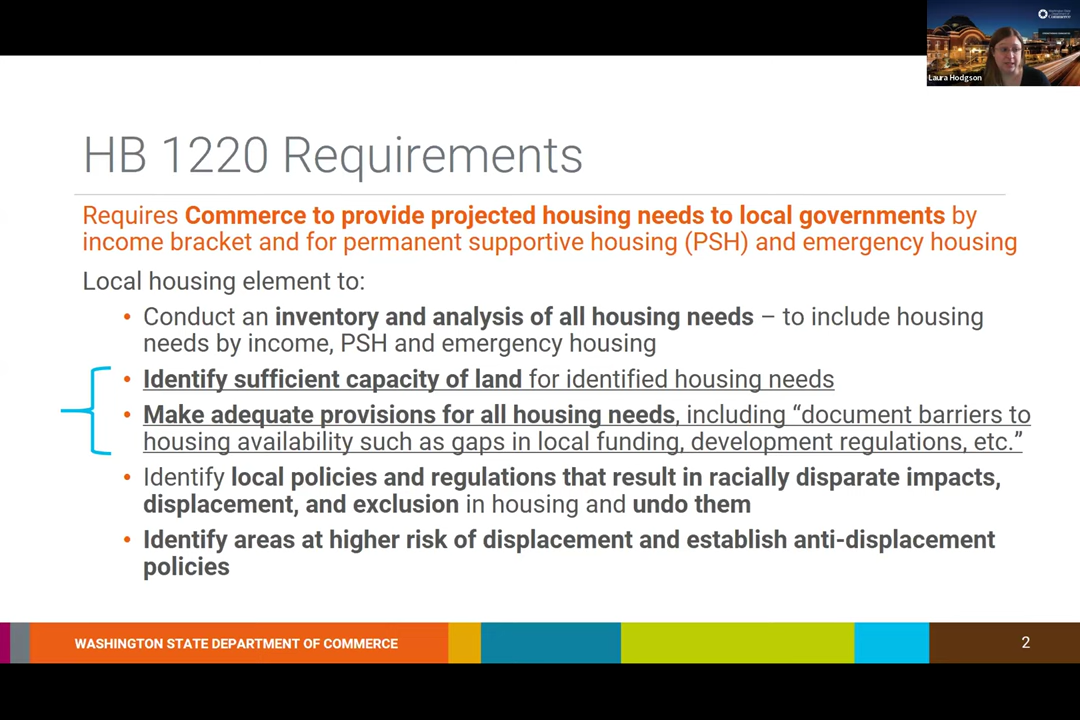 Commerce
Laura Hodgson
HB 1220 Requirements
Requires Commerce to provide projected housing needs to local governments by
income bracket and for permanent supportive housing (PSH) and emergency housing
Local housing element to:
• Conduct an inventory and analysis of all housing needs – to include housing
needs by income, PSH and emergency housing
• Identify sufficient capacity of land for identified housing needs
• Make adequate provisions for all housing needs, including “document barriers to
housing availability such as gaps in local funding, development regulations, etc.”
• Identify local policies and regulations that result in racially disparate impacts,
displacement, and exclusion in housing and undo them
• Identify areas at higher risk of displacement and establish anti-displacement
policies
WASHINGTON STATE DEPARTMENT OF COMMERCE
2